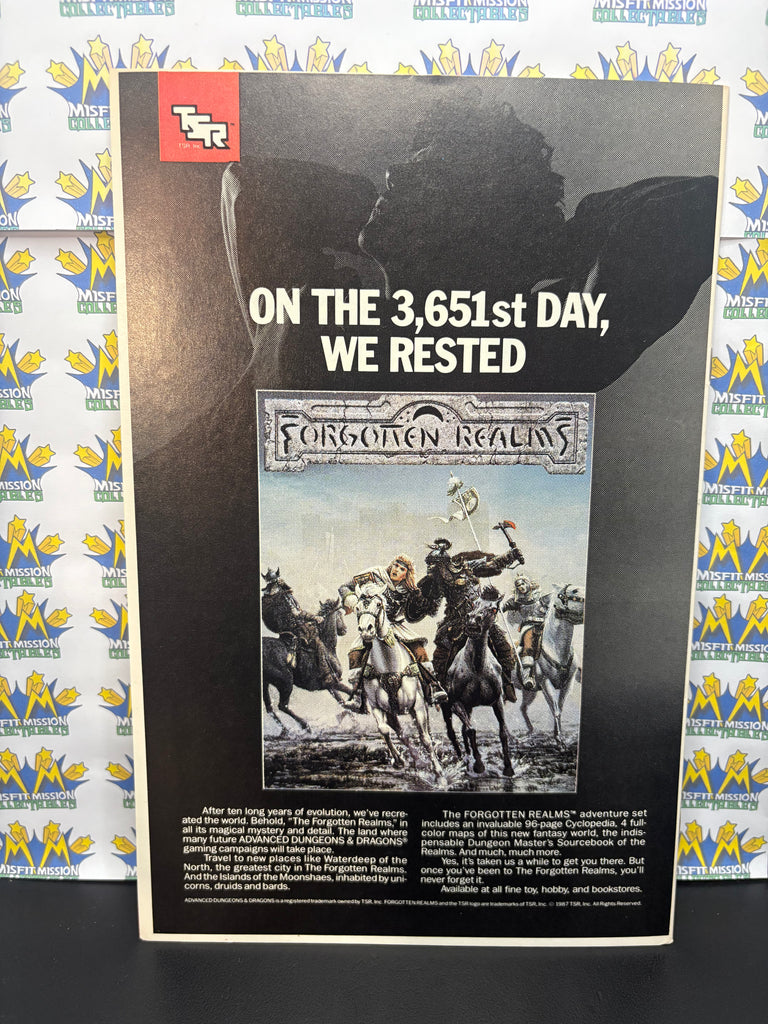 TSR™
TSR, Inc.
ON THE 3,651st DAY,
WE RESTED
FORGOTTEN REALMS
After ten long years of evolution, we've recre-
ated the world. Behold, "The Forgotten Realms," in
all its magical mystery and detail. The land where
many future ADVANCED DUNGEONS & DRAGONS®
gaming campaigns will take place.
Travel to new places like Waterdeep of the
North, the greatest city in The Forgotten Realms.
And the Islands of the Moonshaes, inhabited by uni-
corns, druids and bards.
The FORGOTTEN REALMS™ adventure set
includes an invaluable 96-page Cyclopedia, 4 full-
color maps of this new fantasy world, the indis-
pensable Dungeon Master's Sourcebook of the
Realms. And much, much more.
Yes, it's taken us a while to get you there. But
once you've been to The Forgotten Realms, you'll
never forget it.
Available at all fine toy, hobby, and bookstores.
ADVANCED DUNGEONS & DRAGONS is a registered trademark owned by TSR, Inc. FORGOTTEN REALMS and the TSR logo are trademarks of TSR, Inc. © 1987 TSR, Inc. All Rights Reserved.
MISFIT MISSION
COLLECTABLES